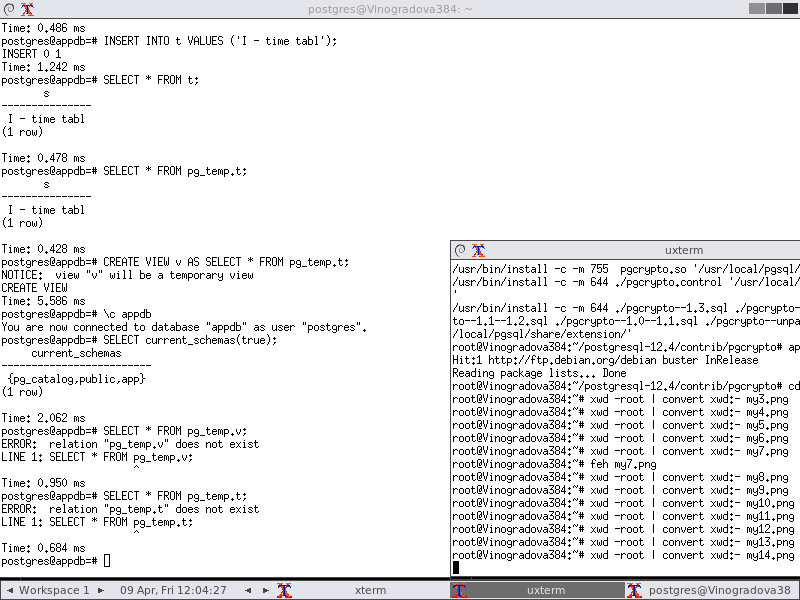 postgres@Vinogradova384: ~
Time: 0.486 ms
postgres@appdb=# INSERT INTO t VALUES ('I - time tabl');
INSERT 0 1
Time: 1.242 ms
postgres@appdb=# SELECT * FROM t;
s
---------------
I - time tabl
(1 row)
Time: 0.478 ms
postgres@appdb=# SELECT * FROM pg_temp.t;
s
---------------
I - time tabl
(1 row)
Time: 0.428 ms
postgres@appdb=# CREATE VIEW v AS SELECT * FROM pg_temp.t;
NOTICE:  view "v" will be a temporary view
CREATE VIEW
Time: 5.586 ms
postgres@appdb=# \c appdb
You are now connected to database "appdb" as user "postgres".
postgres@appdb=# SELECT current_schemas(true);
current_schemas
-------------------------
{pg_catalog,public,app}
(1 row)
Time: 2.062 ms
postgres@appdb=# SELECT * FROM pg_temp.v;
ERROR:  relation "pg_temp.v" does not exist
LINE 1: SELECT * FROM pg_temp.v;
^
Time: 0.950 ms
postgres@appdb=# SELECT * FROM pg_temp.t;
ERROR:  relation "pg_temp.t" does not exist
LINE 1: SELECT * FROM pg_temp.t;
^
Time: 0.684 ms
postgres@appdb=#
uxterm
/usr/bin/install -c -m 755  pgcrypto.so '/usr/local/pgsql/
/usr/bin/install -c -m 644 ./pgcrypto.control '/usr/local/
'
/usr/bin/install -c -m 644 ./pgcrypto--1.3.sql ./pgcrypto-
to--1.1--1.2.sql ./pgcrypto--1.0--1.1.sql ./pgcrypto--unpa
/local/pgsql/share/extension/'
root@Vinogradova384:~/postgresql-12.4/contrib/pgcrypto# ap
Hit:1 http://ftp.debian.org/debian buster InRelease
Reading package lists... Done
root@Vinogradova384:~/postgresql-12.4/contrib/pgcrypto# cd
root@Vinogradova384:~# xwd -root | convert xwd:- my3.png
root@Vinogradova384:~# xwd -root | convert xwd:- my4.png
root@Vinogradova384:~# xwd -root | convert xwd:- my5.png
root@Vinogradova384:~# xwd -root | convert xwd:- my6.png
root@Vinogradova384:~# xwd -root | convert xwd:- my7.png
root@Vinogradova384:~# feh my7.png
root@Vinogradova384:~# xwd -root | convert xwd:- my8.png
root@Vinogradova384:~# xwd -root | convert xwd:- my9.png
root@Vinogradova384:~# xwd -root | convert xwd:- my10.png
root@Vinogradova384:~# xwd -root | convert xwd:- my11.png
root@Vinogradova384:~# xwd -root | convert xwd:- my12.png
root@Vinogradova384:~# xwd -root | convert xwd:- my13.png
root@Vinogradova384:~# xwd -root | convert xwd:- my14.png
Workspace 1 09 Apr, Fri 12:04:27 xterm uxterm postgres@Vinogradova38